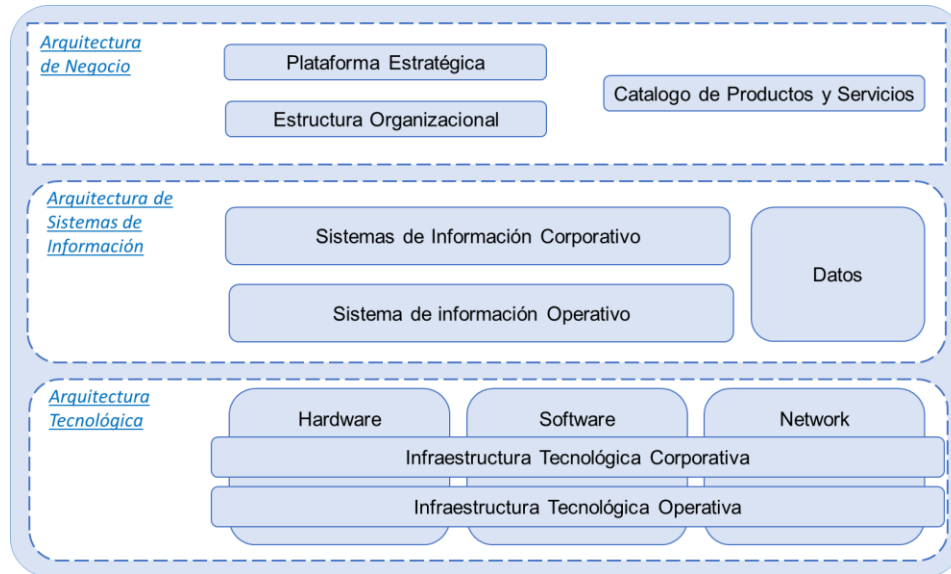 Arquitectura
de Negocio
Plataforma Estratégica
Estructura Organizacional
Catalogo de Productos y Servicios
Arquitectura de
Sistemas de
Información
Sistemas de Información Corporativo
Sistema de información Operativo
Datos
Arquitectura
Tecnológica
Hardware
Software
Network
Infraestructura Tecnológica Corporativa
Infraestructura Tecnológica Operativa